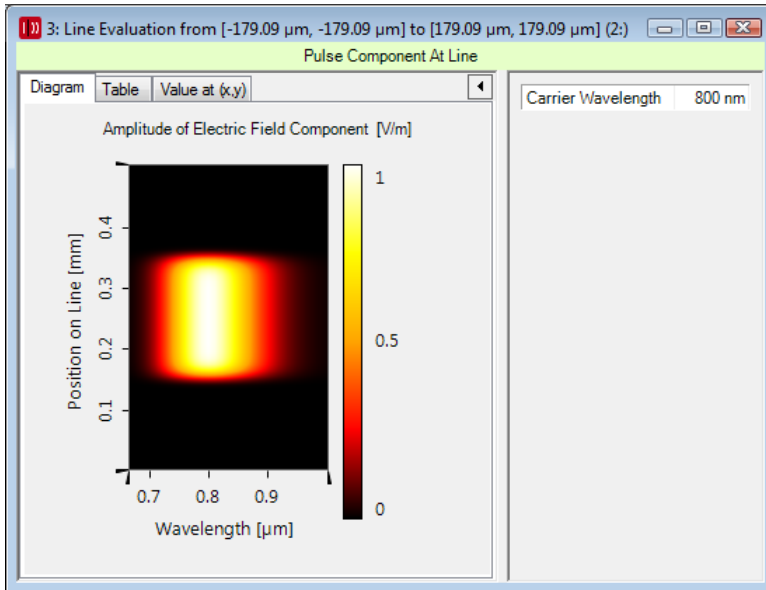 3: Line Evaluation from [-179.09 µm, -179.09 µm] to [179.09 µm, 179.09 µm] (2:)
Pulse Component At Line
Diagram Table Value at (x,y)
Carrier Wavelength 800 nm
Amplitude of Electric Field Component [V/m]
1
0.5
0
Position on Line [mm]
0.4
0.3
0.2
0.1
0.7 0.8 0.9
Wavelength [µm]